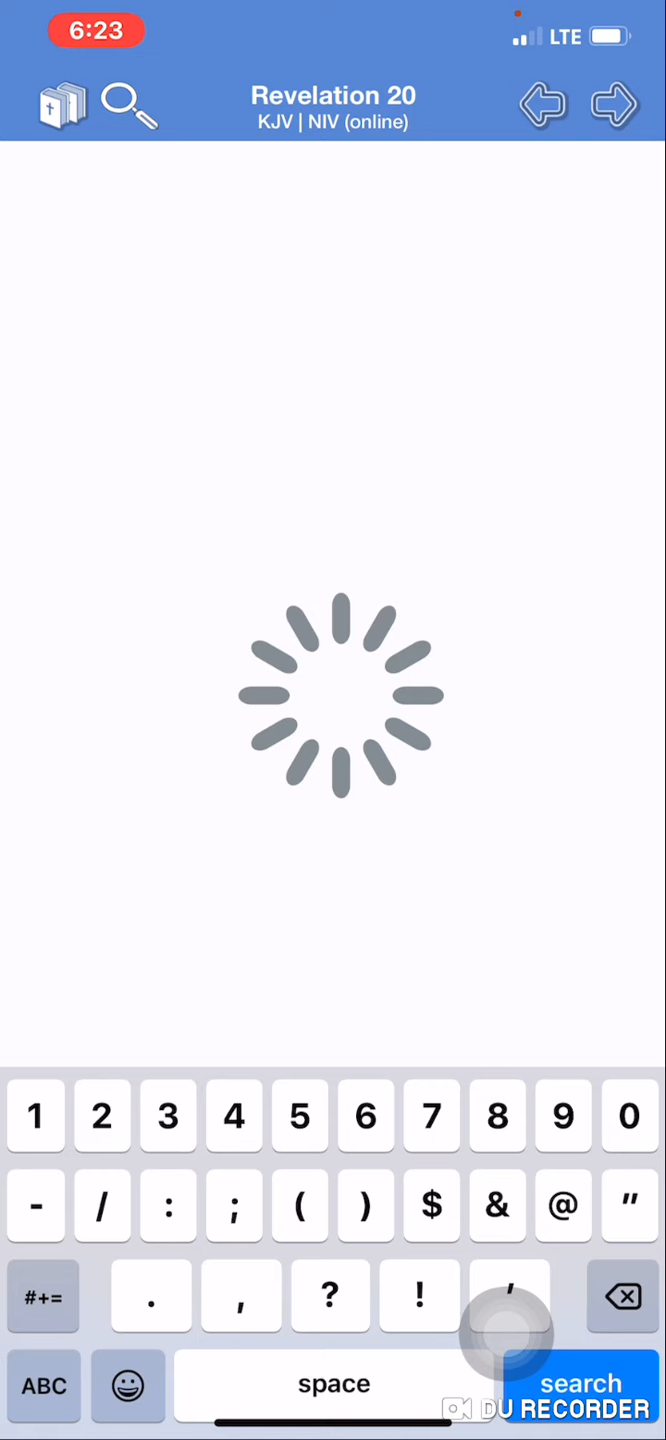 6:23
LTE
Revelation 20
KJV | NIV (online)
1 2 3 4 5 6 7 8 9 0
- / : ; ( ) $ & @ "
#+= . , ? ! '
ABC space search
DU RECORDER